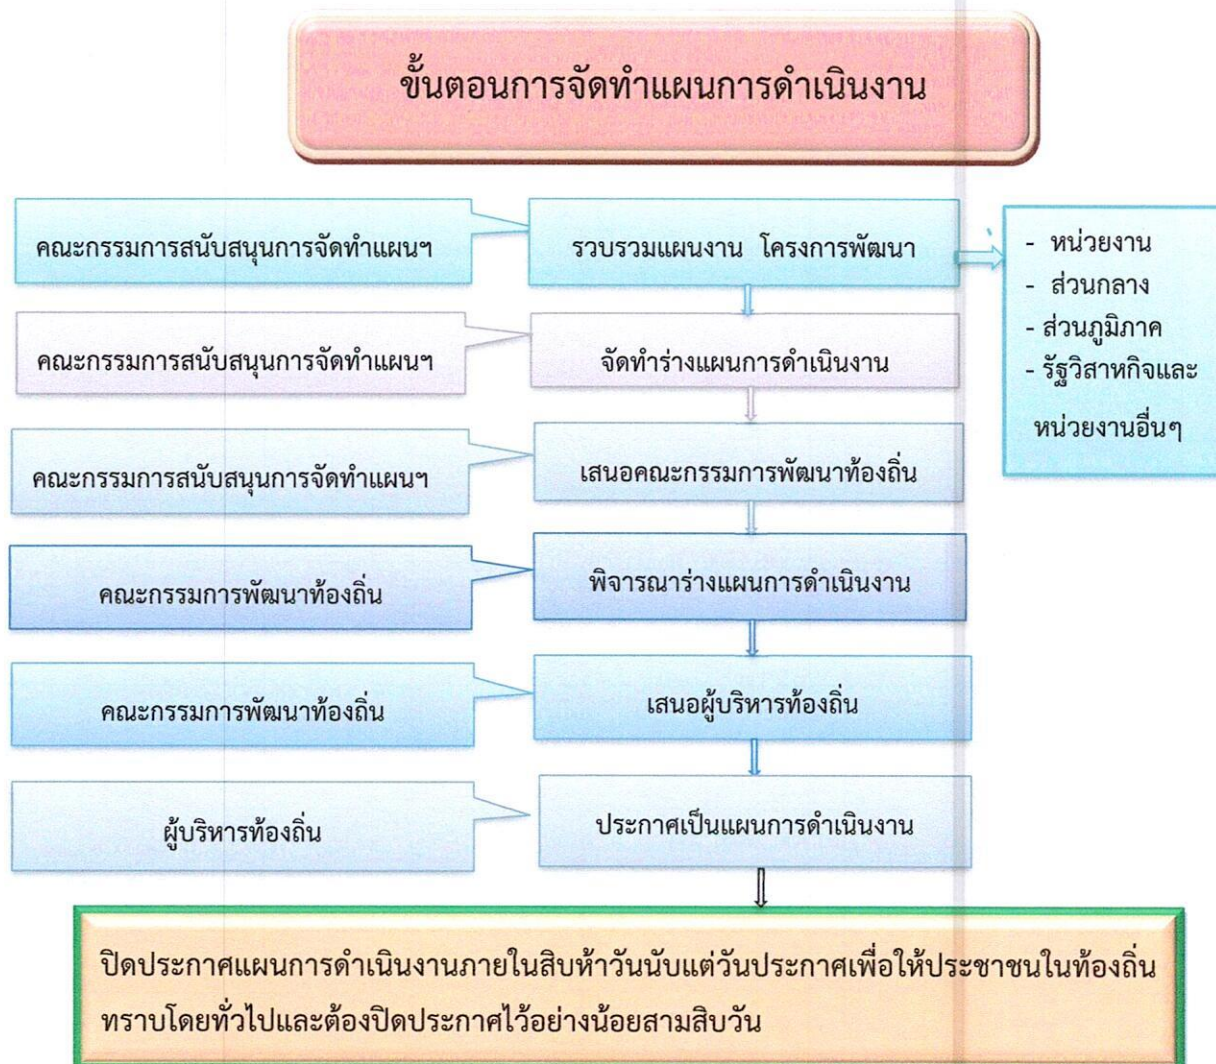 ขั้นตอนการจัดทำแผนการดำเนินงาน
คณะกรรมการสนับสนุนการจัดทำแผนฯ
รวบรวมแผนงาน โครงการพัฒนา
- หน่วยงาน
- ส่วนกลาง
- ส่วนภูมิภาค
- รัฐวิสาหกิจและ
หน่วยงานอื่นๆ
คณะกรรมการสนับสนุนการจัดทำแผนฯ
จัดทำร่างแผนการดำเนินงาน
คณะกรรมการสนับสนุนการจัดทำแผนฯ
เสนอคณะกรรมการพัฒนาท้องถิ่น
คณะกรรมการพัฒนาท้องถิ่น
พิจารณาร่างแผนการดำเนินงาน
คณะกรรมการพัฒนาท้องถิ่น
เสนอผู้บริหารท้องถิ่น
ผู้บริหารท้องถิ่น
ประกาศเป็นแผนการดำเนินงาน
ปิดประกาศแผนการดำเนินงานภายในสิบห้าวันนับแต่วันประกาศเพื่อให้ประชาชนในท้องถิ่น
ทราบโดยทั่วไปและต้องปิดประกาศไว้อย่างน้อยสามสิบวัน